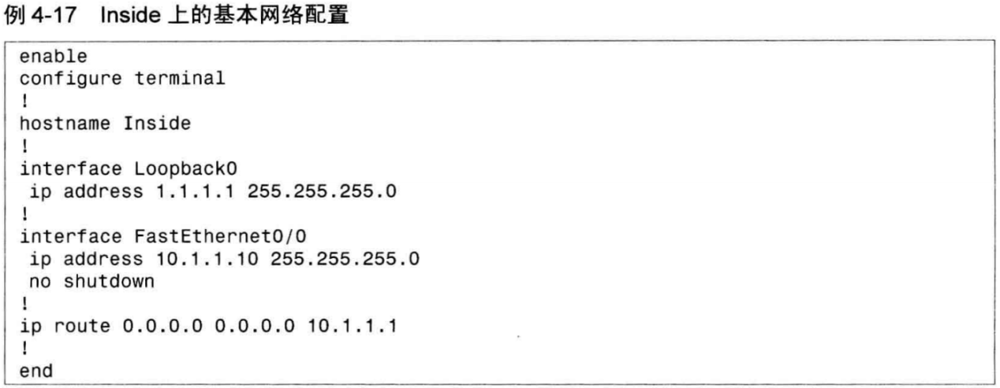 例 4-17 Inside 上的基本网络配置
enable
configure terminal
!
hostname Inside
!
interface Loopback0
 ip address 1.1.1.1 255.255.255.0
!
interface FastEthernet0/0
 ip address 10.1.1.10 255.255.255.0
 no shutdown
!
ip route 0.0.0.0 0.0.0.0 10.1.1.1
!
end